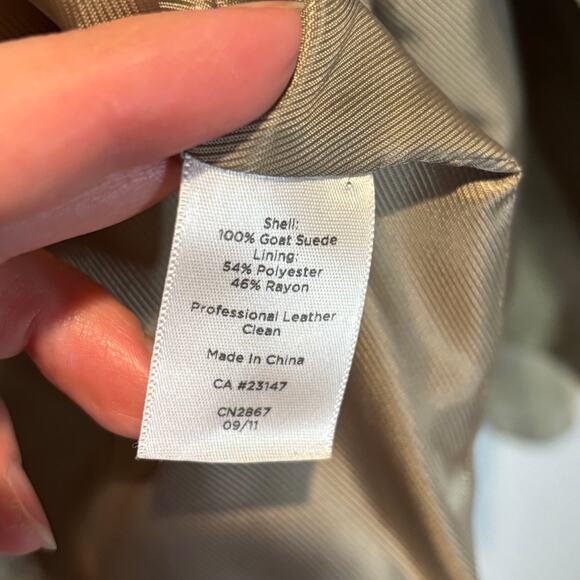 Shell:
100% Goat Suede
Lining:
54% Polyester
46% Rayon
Professional Leather
Clean
Made In China
CA #23147
CN2867
09/11